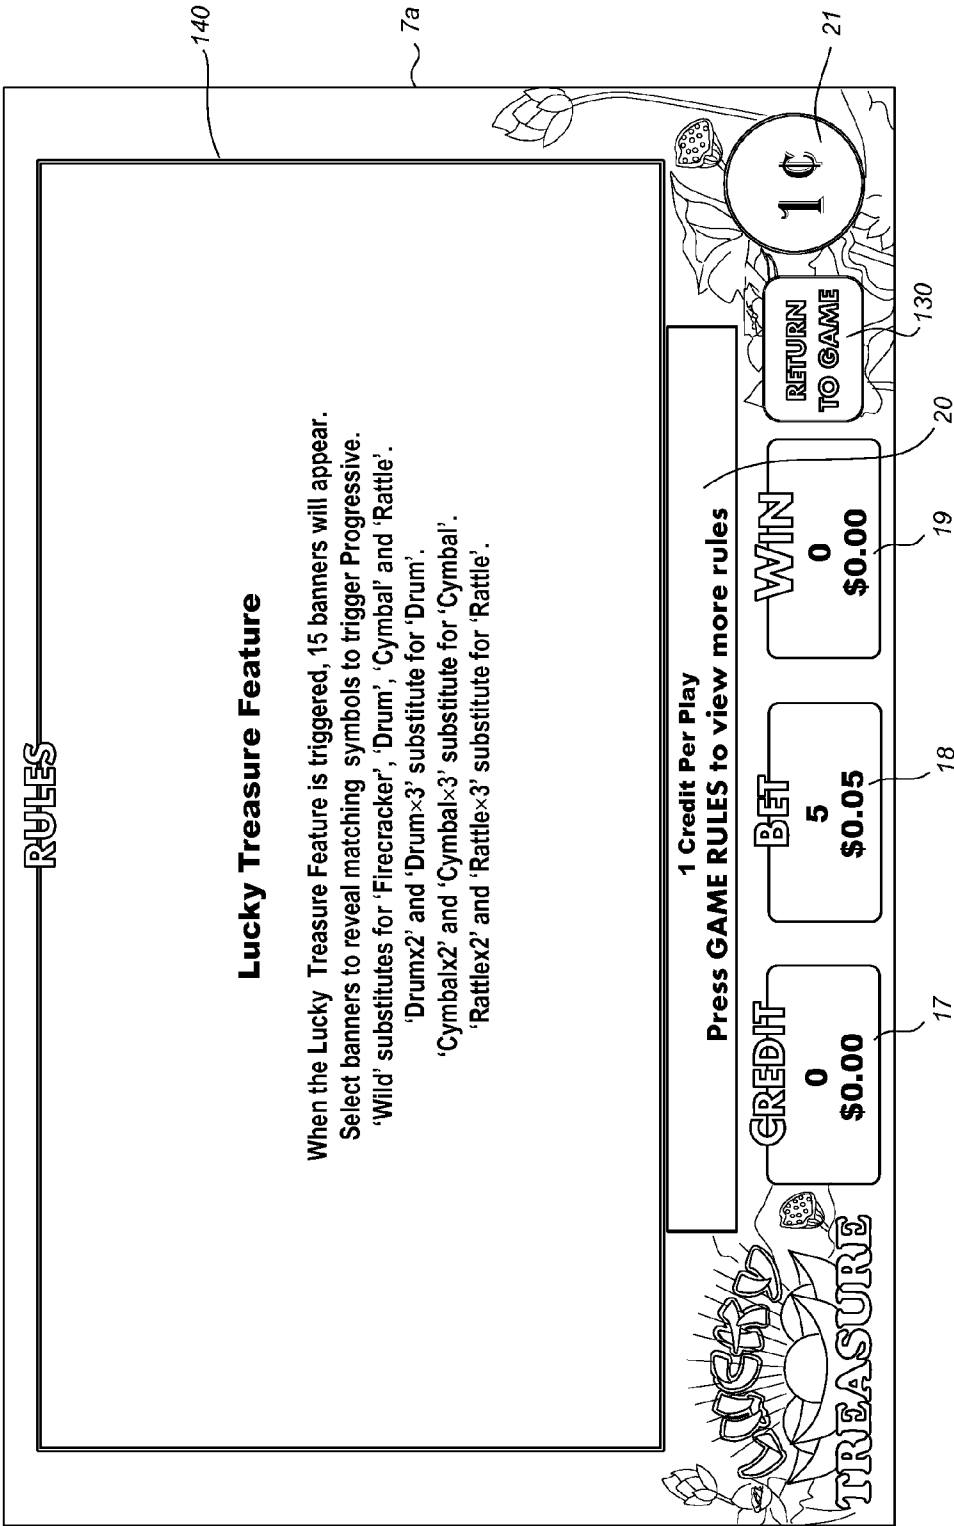 140
7a
21
RULES
Lucky Treasure Feature
When the Lucky Treasure Feature is triggered, 15 banners will appear.
Select banners to reveal matching symbols to trigger Progressive.
‘Wild’ substitutes for ‘Firecracker’, ‘Drum’, ‘Cymbal’ and ‘Rattle’.
‘Drumx2’ and ‘Drum×3’ substitute for ‘Drum’.
‘Cymbalx2’ and ‘Cymbal×3’ substitute for ‘Cymbal’.
‘Rattlex2’ and ‘Rattle×3’ substitute for ‘Rattle’.
1 Credit Per Play
Press GAME RULES to view more rules
LUCKY
TREASURE
CREDIT
0
$0.00
BET
5
$0.05
WIN
0
$0.00
RETURN
TO GAME
1 ¢
17
18
19
20
130